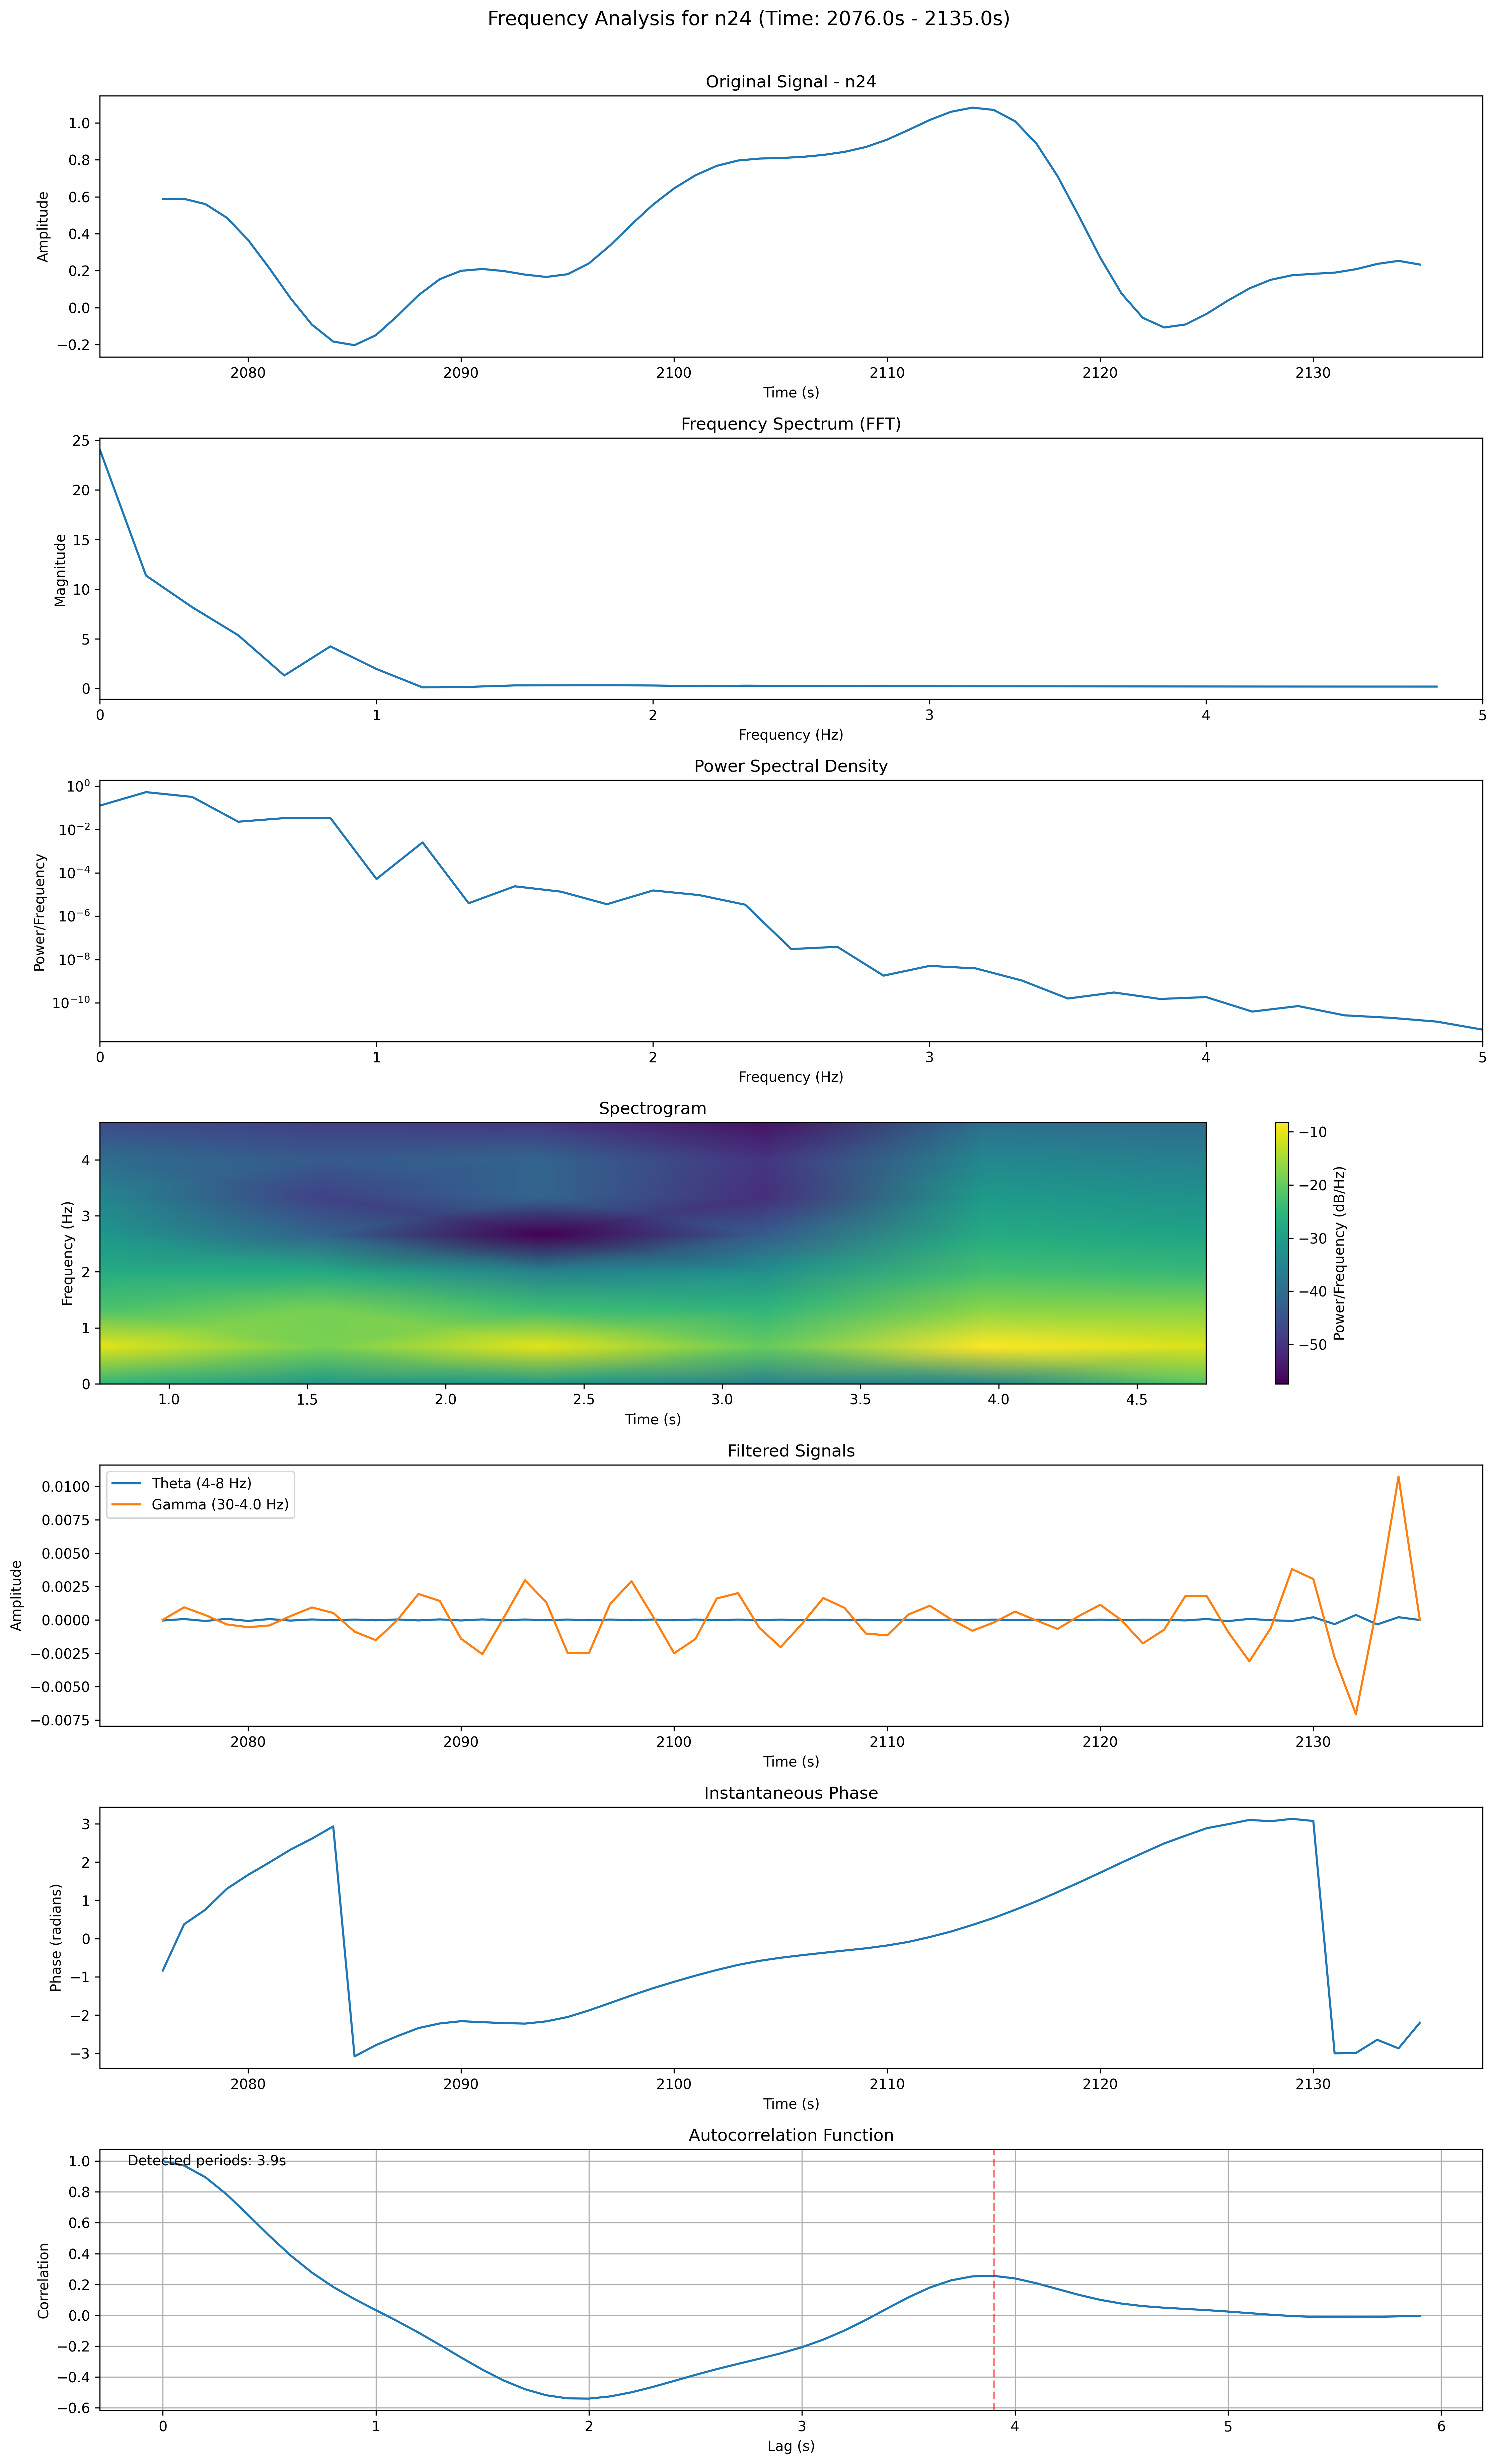 Frequency Analysis for n24 (Time: 2076.0s - 2135.0s)
Original Signal - n24
Amplitude
1.0
0.8
0.6
0.4
0.2
0.0
−0.2
2080 2090 2100 2110 2120 2130
Time (s)
Frequency Spectrum (FFT)
Magnitude
25
20
15
10
5
0
0 1 2 3 4 5
Frequency (Hz)
Power Spectral Density
Power/Frequency
10⁰
10⁻²
10⁻⁴
10⁻⁶
10⁻⁸
10⁻¹⁰
0 1 2 3 4 5
Frequency (Hz)
Spectrogram
Frequency (Hz)
4
3
2
1
0
1.0 1.5 2.0 2.5 3.0 3.5 4.0 4.5
Time (s)
−10
−20
−30
−40
−50
Power/Frequency (dB/Hz)
Filtered Signals
Theta (4-8 Hz)
Gamma (30-4.0 Hz)
Amplitude
0.0100
0.0075
0.0050
0.0025
0.0000
−0.0025
−0.0050
−0.0075
2080 2090 2100 2110 2120 2130
Time (s)
Instantaneous Phase
Phase (radians)
3
2
1
0
−1
−2
−3
2080 2090 2100 2110 2120 2130
Time (s)
Autocorrelation Function
Detected periods: 3.9s
Correlation
1.0
0.8
0.6
0.4
0.2
0.0
−0.2
−0.4
−0.6
0 1 2 3 4 5 6
Lag (s)